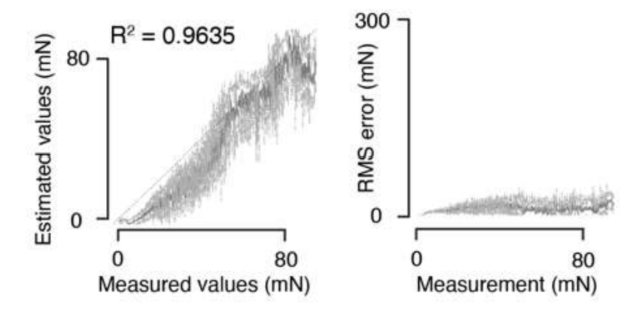 R² = 0.9635
Estimated values (mN)
80
0
0
80
Measured values (mN)
300
RMS error (mN)
0
0
80
Measurement (mN)